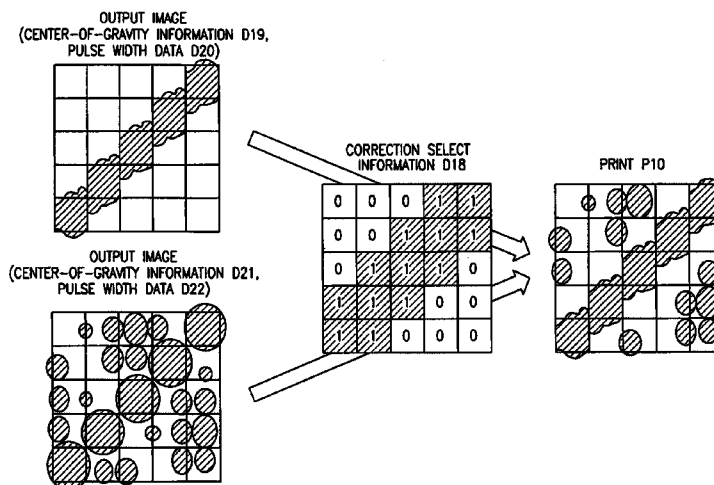 OUTPUT IMAGE
(CENTER-OF-GRAVITY INFORMATION D19,
PULSE WIDTH DATA D20)
CORRECTION SELECT
INFORMATION D18
PRINT P10
0 0 0 1 1
0 0 1 1 1
0 1 1 1 0
1 1 1 0 0
1 1 0 0 0
OUTPUT IMAGE
(CENTER-OF-GRAVITY INFORMATION D21,
PULSE WIDTH DATA D22)